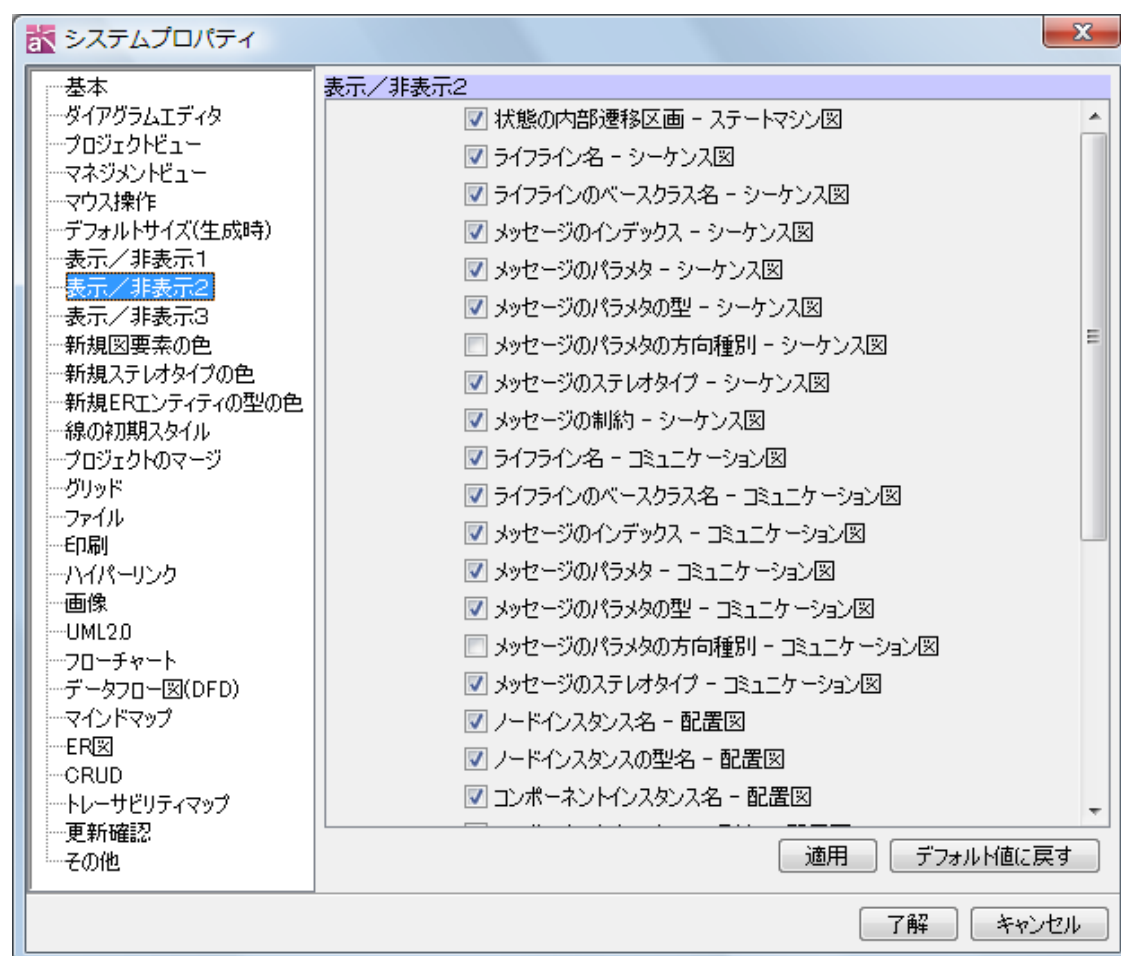 システムプロパティ
基本
ダイアグラムエディタ
プロジェクトビュー
マネジメントビュー
マウス操作
デフォルトサイズ(生成時)
表示／非表示1
表示／非表示2
表示／非表示3
新規図要素の色
新規ステレオタイプの色
新規ERエンティティの型の色
線の初期スタイル
プロジェクトのマージ
グリッド
ファイル
印刷
ハイパーリンク
画像
UML2.0
フローチャート
データフロー図(DFD)
マインドマップ
ER図
CRUD
トレーサビリティマップ
更新確認
その他
表示／非表示2
状態の内部遷移区画 - ステートマシン図
ライフライン名 - シーケンス図
ライフラインのベースクラス名 - シーケンス図
メッセージのインデックス - シーケンス図
メッセージのパラメタ - シーケンス図
メッセージのパラメタの型 - シーケンス図
メッセージのパラメタの方向種別 - シーケンス図
メッセージのステレオタイプ - シーケンス図
メッセージの制約 - シーケンス図
ライフライン名 - コミュニケーション図
ライフラインのベースクラス名 - コミュニケーション図
メッセージのインデックス - コミュニケーション図
メッセージのパラメタ - コミュニケーション図
メッセージのパラメタの型 - コミュニケーション図
メッセージのパラメタの方向種別 - コミュニケーション図
メッセージのステレオタイプ - コミュニケーション図
ノードインスタンス名 - 配置図
ノードインスタンスの型名 - 配置図
コンポーネントインスタンス名 - 配置図
適用
デフォルト値に戻す
了解
キャンセル